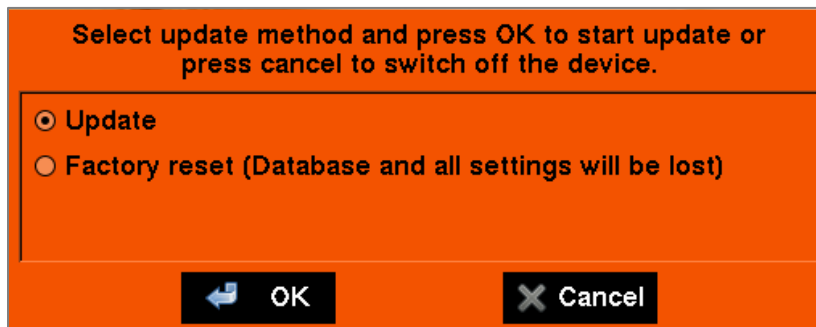 Select update method and press OK to start update or
press cancel to switch off the device.
Update
Factory reset (Database and all settings will be lost)
OK
Cancel